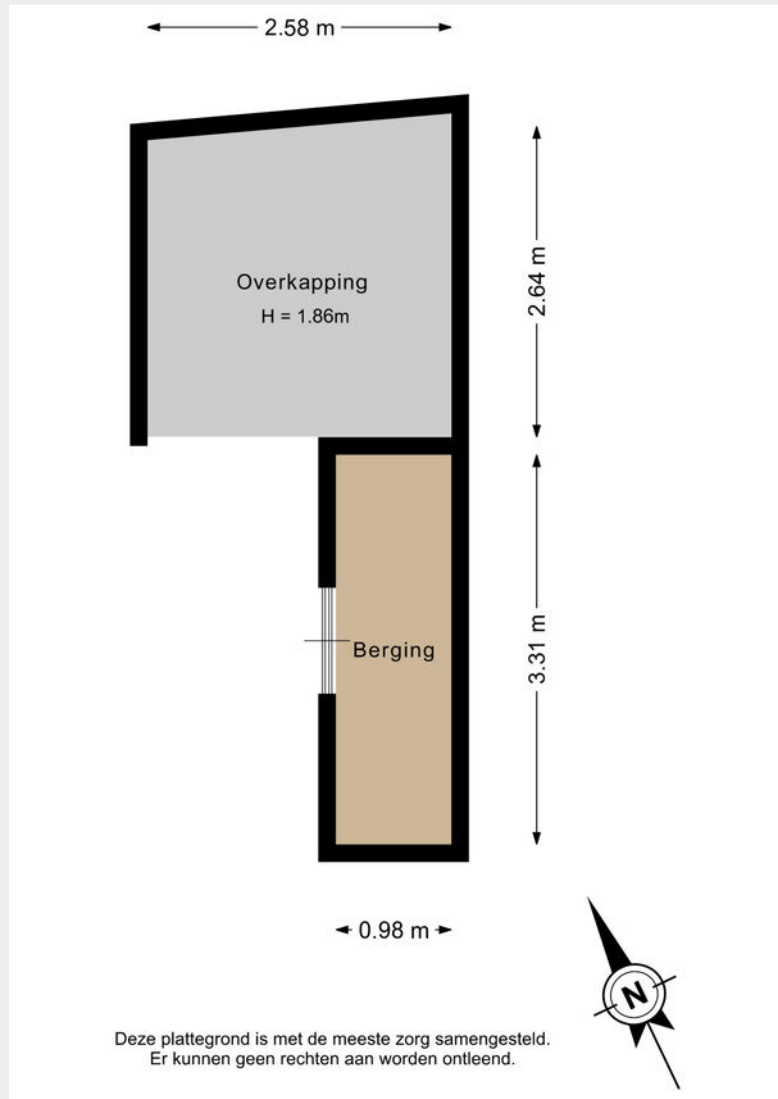 2.58 m
Overkapping
H = 1.86m
2.64 m
Berging
3.31 m
0.98 m
N
Deze plattegrond is met de meeste zorg samengesteld.
Er kunnen geen rechten aan worden ontleend.